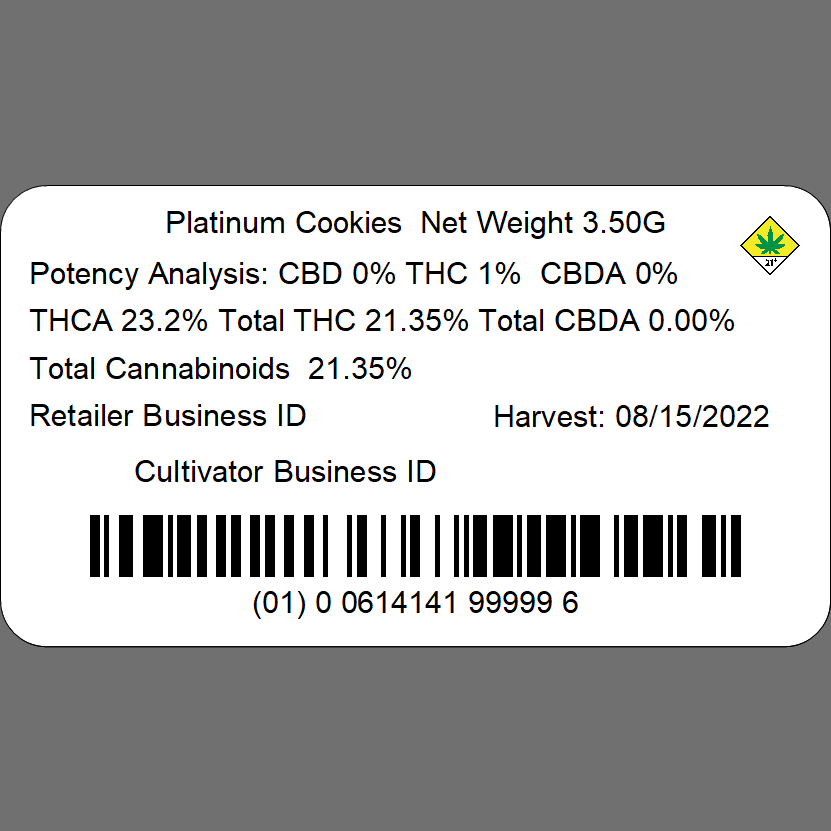 Platinum Cookies  Net Weight 3.50G
Potency Analysis: CBD 0% THC 1%  CBDA 0%
THCA 23.2% Total THC 21.35% Total CBDA 0.00%
Total Cannabinoids  21.35%
Retailer Business ID
Harvest: 08/15/2022
Cultivator Business ID
(01) 0 0614141 99999 6
21+